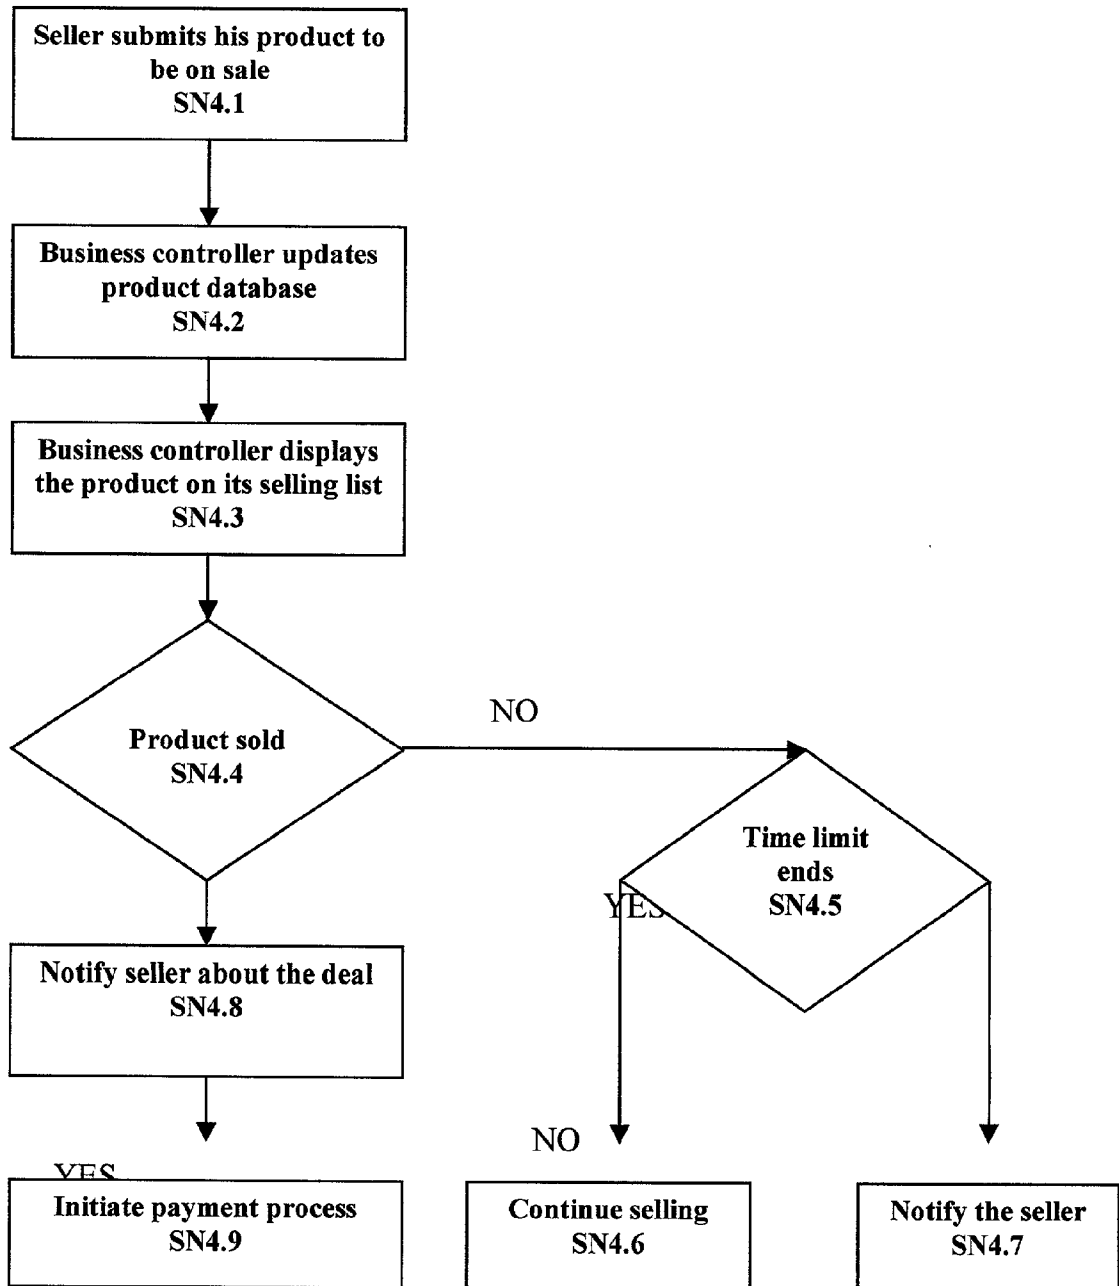 Seller submits his product to
be on sale
SN4.1
Business controller updates
product database
SN4.2
Business controller displays
the product on its selling list
SN4.3
NO
Product sold
SN4.4
Time limit
ends
SN4.5
YES
Notify seller about the deal
SN4.8
NO
YES
Initiate payment process
SN4.9
Continue selling
SN4.6
Notify the seller
SN4.7